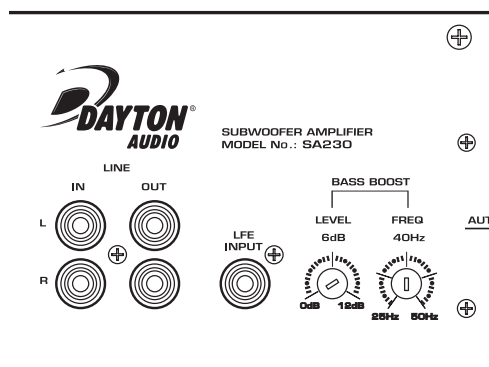 DAYTON®
AUDIO
SUBWOOFER AMPLIFIER
MODEL No.: SA230
LINE
IN OUT
BASS BOOST
L
LEVEL FREQ AUT
LFE
INPUT
6dB 40Hz
R
0dB 12dB
25Hz 50Hz